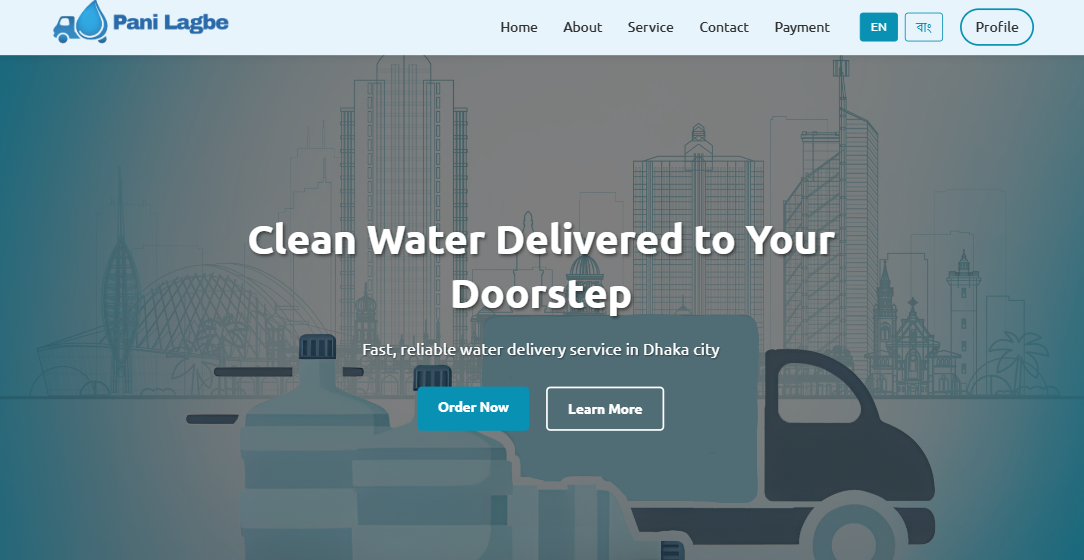 Pani Lagbe
Home About Service Contact Payment EN বাং Profile
Clean Water Delivered to Your
Doorstep
Fast, reliable water delivery service in Dhaka city
Order Now Learn More